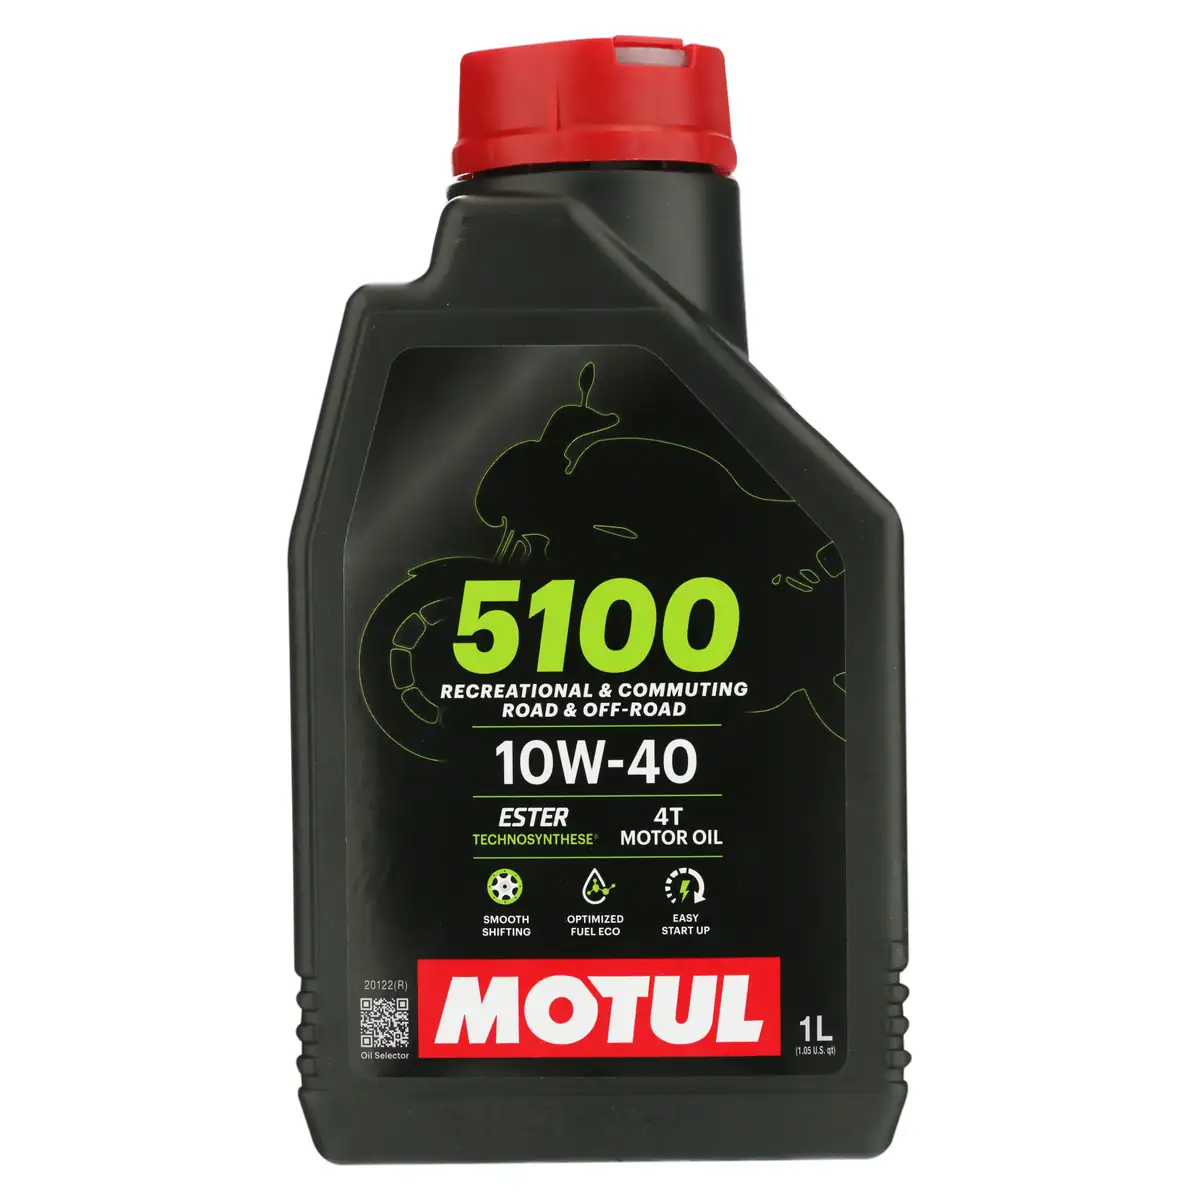 5100
RECREATIONAL & COMMUTING
ROAD & OFF-ROAD
10W-40
ESTER
TECHNOSYNTHESE®
4T
MOTOR OIL
SMOOTH
SHIFTING
OPTIMIZED
FUEL ECO
EASY
START UP
20122(R)
Oil Selector
MOTUL
1L
(1.05 U.S. qt)